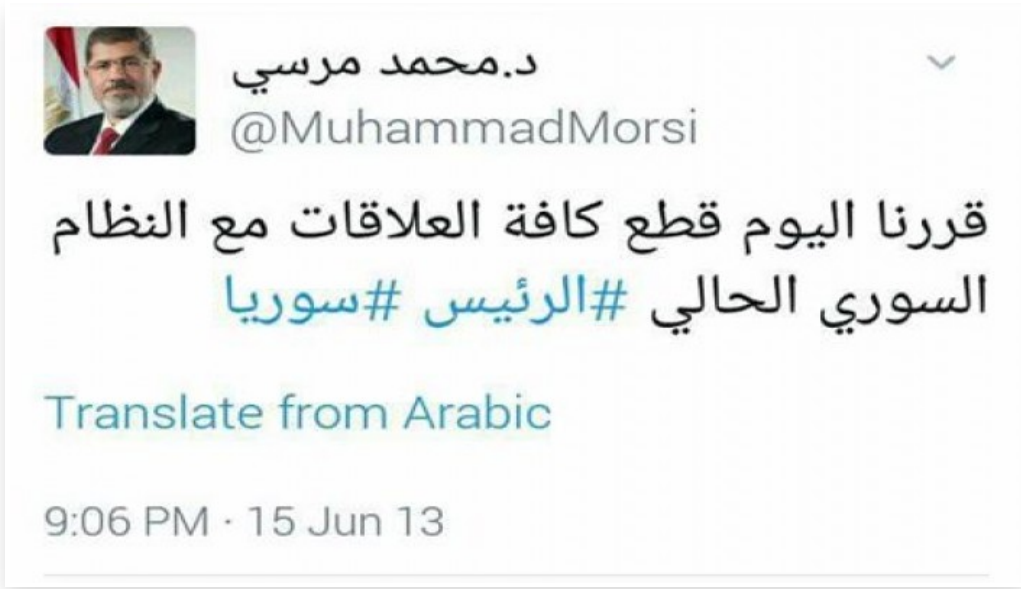 د.محمد مرسي
@MuhammadMorsi
قررنا اليوم قطع كافة العلاقات مع النظام
السوري الحالي #الرئيس #سوريا
Translate from Arabic
9:06 PM · 15 Jun 13